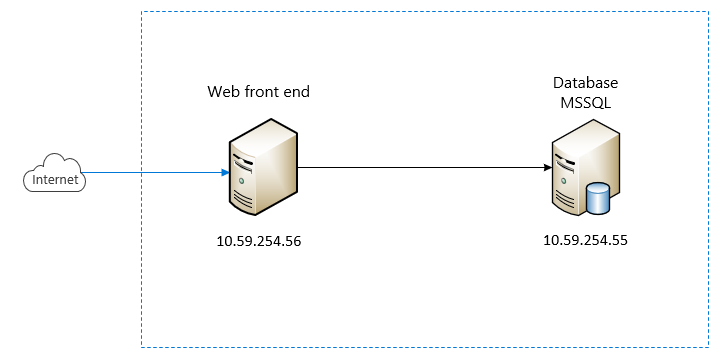 Web front end
Database
MSSQL
Internet
10.59.254.56
10.59.254.55